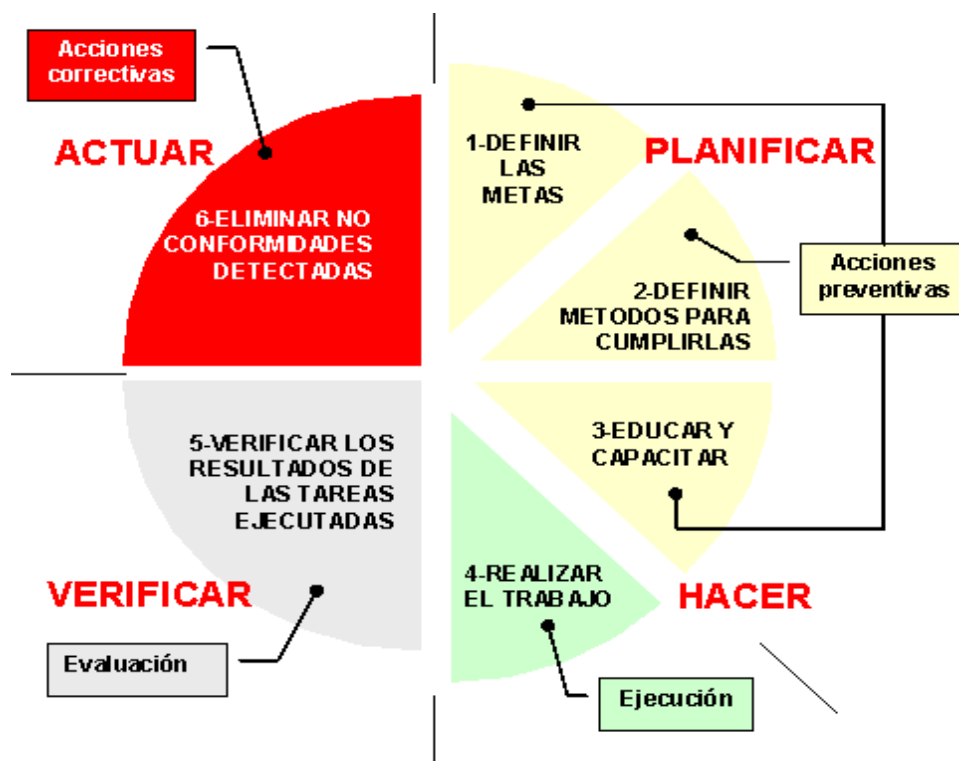 Acciones
correctivas
ACTUAR
6-ELIMINAR NO
CONFORMIDADES
DETECTADAS
1-DEFINIR
LAS
METAS
PLANIFICAR
Acciones
preventivas
2-DEFINIR
METODOS PARA
CUMPLIRLAS
3-EDUCAR Y
CAPACITAR
HACER
4-REALIZAR
EL TRABAJO
Ejecución
5-VERIFICAR LOS
RESULTADOS DE
LAS TAREAS
EJECUTADAS
VERIFICAR
Evaluación